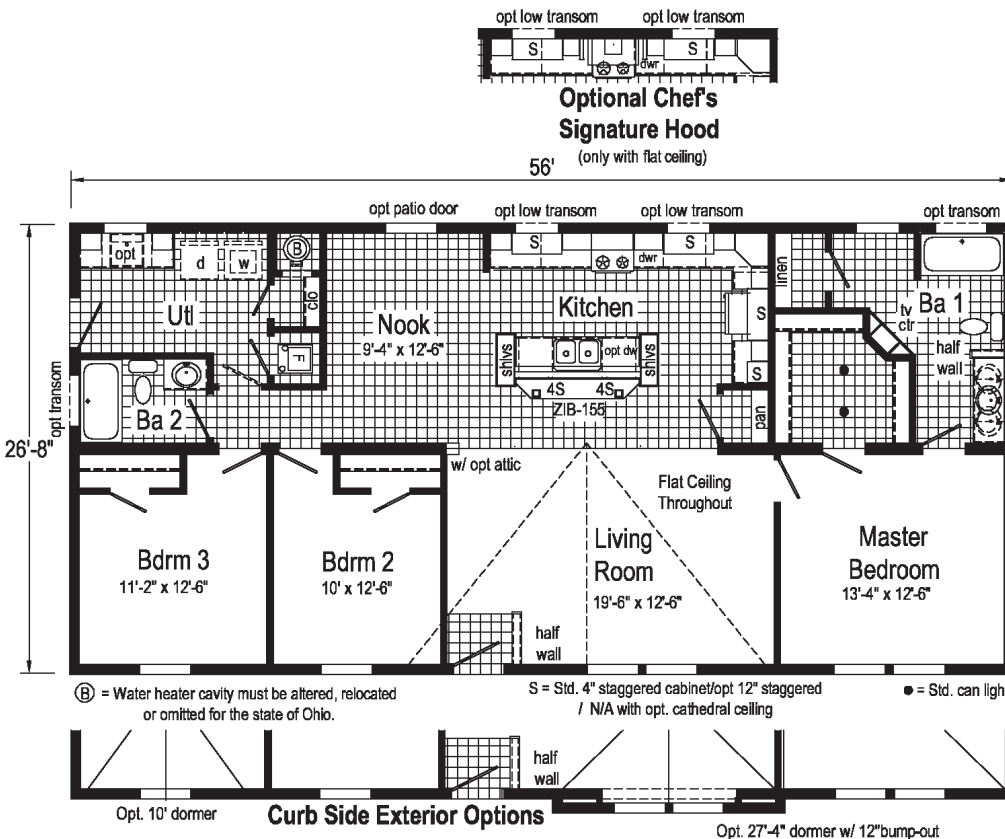 opt low transom
opt low transom
S
S
dwr
Optional Chef's
Signature Hood
(only with flat ceiling)
56'
opt patio door
opt low transom
opt low transom
opt transom
opt
d
w
B
S
dwr
S
linen
Utl
clo
Nook
9'-4" x 12'-6"
Kitchen
S
Ba 1
tv
ctr
F
shlvs
opt dw
shlvs
S
half
wall
opt transom
Ba 2
4S
4S
ZIB-155
pan
26'-8"
w/ opt attic
Flat Ceiling
Throughout
Bdrm 3
11'-2" x 12'-6"
Bdrm 2
10' x 12'-6"
Living
Room
19'-6" x 12'-6"
Master
Bedroom
13'-4" x 12'-6"
half
wall
B = Water heater cavity must be altered, relocated
or omitted for the state of Ohio.
S = Std. 4" staggered cabinet/opt 12" staggered
/ N/A with opt. cathedral ceiling
● = Std. can ligh
half
wall
Opt. 10' dormer
Curb Side Exterior Options
Opt. 27'-4" dormer w/ 12"bump-out